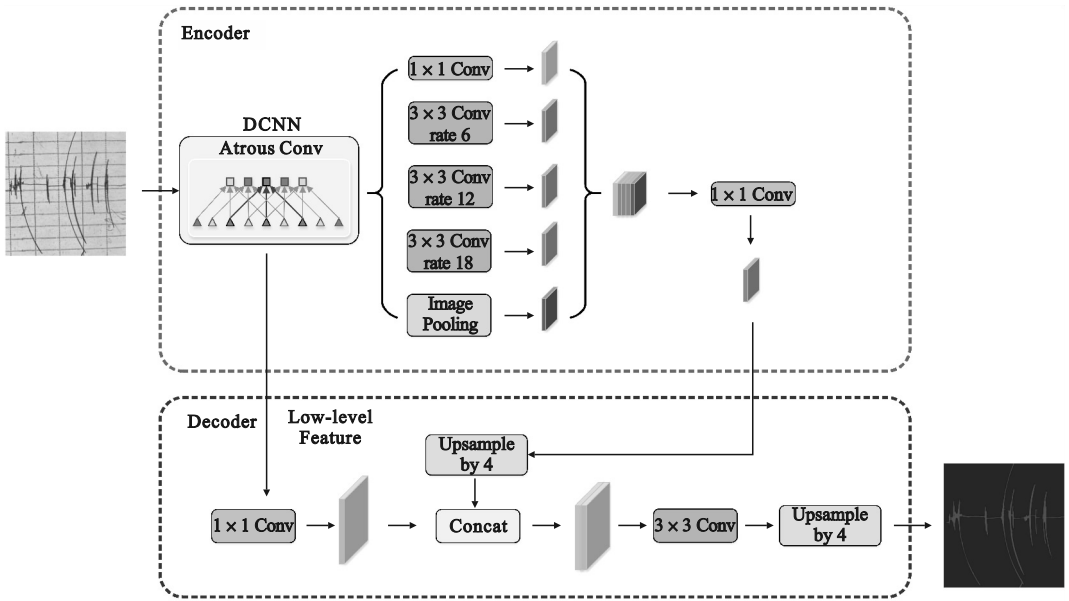 Encoder
DCNN
Atrous Conv
1 × 1 Conv
3 × 3 Conv
rate 6
3 × 3 Conv
rate 12
3 × 3 Conv
rate 18
Image
Pooling
1 × 1 Conv
Decoder
Low-level
Feature
Upsample
by 4
1 × 1 Conv
Concat
3 × 3 Conv
Upsample
by 4